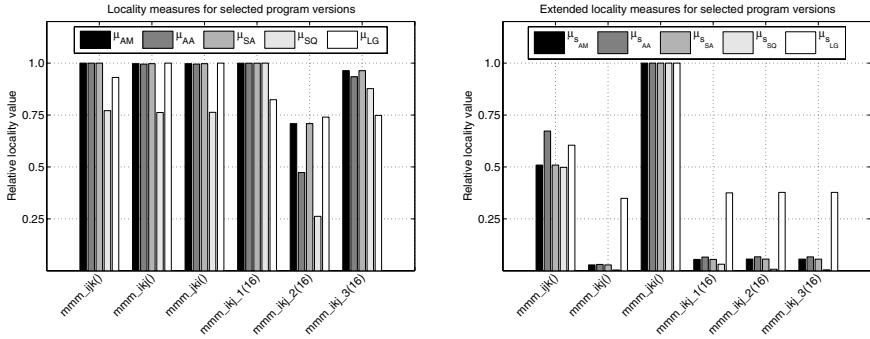 Locality measures for selected program versions
μAM μAA μSA μSQ μLG
Relative locality value
1.0
0.75
0.5
0.25
mmm_ijk()
mmm_ikj()
mmm_jki()
mmm_ikj_1(16)
mmm_ikj_2(16)
mmm_ikj_3(16)
Extended locality measures for selected program versions
μsAM μsAA μsSA μsSQ μsLG
Relative locality value
1.0
0.75
0.5
0.25
mmm_ijk()
mmm_ikj()
mmm_jki()
mmm_ikj_1(16)
mmm_ikj_2(16)
mmm_ikj_3(16)